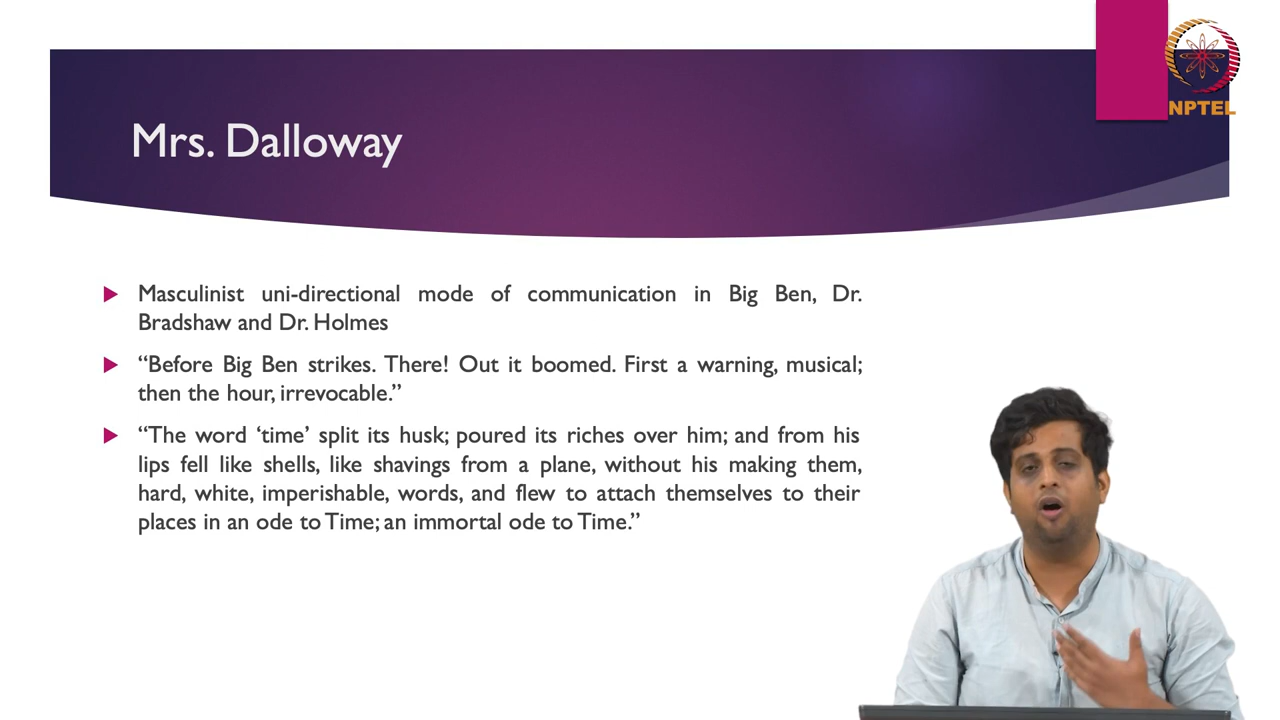 NPTEL
Mrs. Dalloway
Masculinist uni-directional mode of communication in Big Ben, Dr.
Bradshaw and Dr. Holmes
“Before Big Ben strikes. There! Out it boomed. First a warning, musical;
then the hour, irrevocable.”
“The word ‘time’ split its husk; poured its riches over him; and from his
lips fell like shells, like shavings from a plane, without his making them,
hard, white, imperishable, words, and flew to attach themselves to their
places in an ode to Time; an immortal ode to Time.”